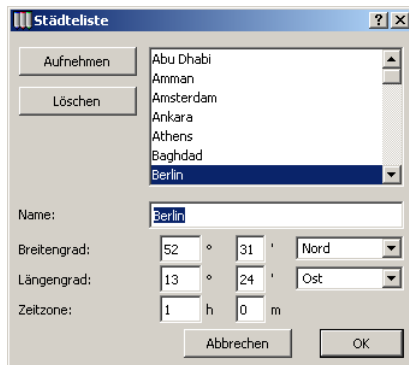 Städteliste
Aufnehmen
Löschen
Abu Dhabi
Amman
Amsterdam
Ankara
Athens
Baghdad
Berlin
Name: Berlin
Breitengrad: 52 ° 31 ' Nord
Längengrad: 13 ° 24 ' Ost
Zeitzone: 1 h 0 m
Abbrechen OK